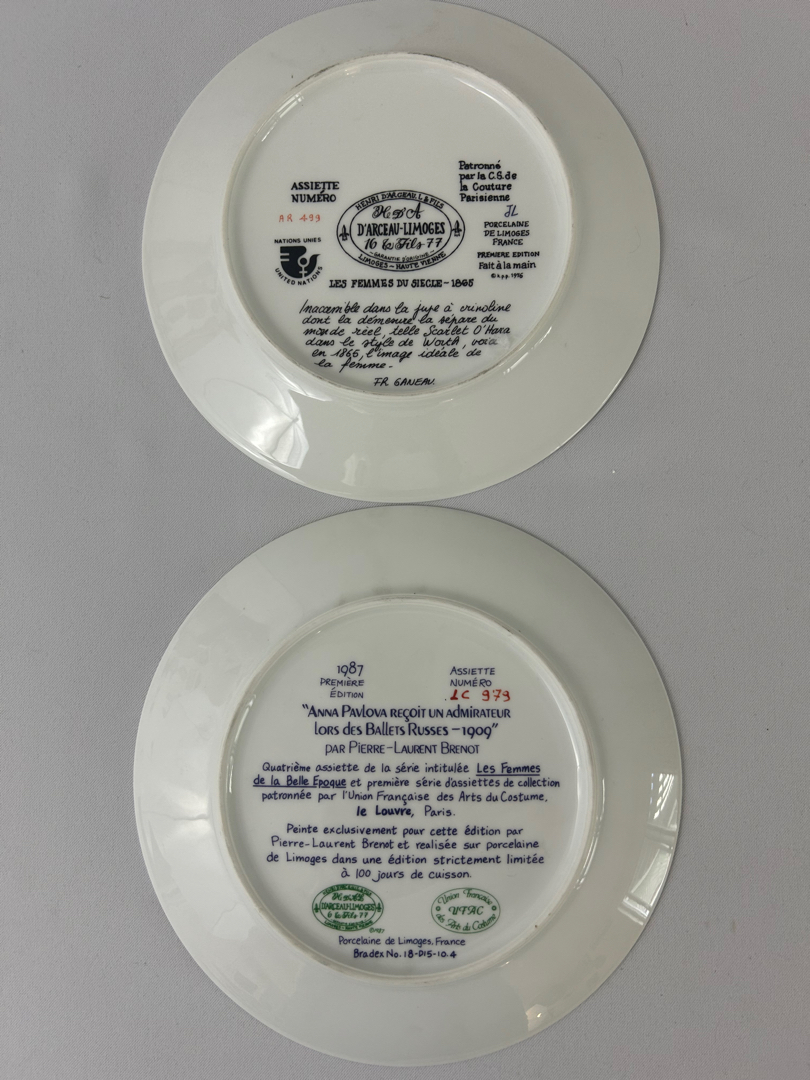 ASSIETTE
NUMÉRO
AR 499
NATIONS UNIES
UNITED NATIONS
HENRI D'ARCEAU L. & FILS
H D'A
D'ARCEAU-LIMOGES
16 & Fils 77
GARANTIE D'ORIGINE
LIMOGES - HAUTE VIENNE
Patronné
par la C.S. de
la Couture
Parisienne
JL
PORCELAINE
DE LIMOGES
FRANCE
PREMIÈRE EDITION
Fait à la main
LES FEMMES DU SIECLE - 1865
Inaccessible dans la jupe à crinoline
dont la démesure la sépare du
monde réel, telle Scarlet O'Hara
dans le style de Worth, voici
en 1865, l'image idéale de
la femme.
FR. GANEAU.
1987
PREMIÈRE
ÉDITION
ASSIETTE
NUMÉRO
LC 979
"ANNA PAVLOVA REÇOIT UN ADMIRATEUR
LORS DES BALLETS RUSSES - 1909"
PAR PIERRE-LAURENT BRENOT
Quatrième assiette de la série intitulée Les Femmes
de la Belle Epoque et première série d'assiettes de collection
patronnée par l'Union Française des Arts du Costume,
le Louvre, Paris.
Peinte exclusivement pour cette édition par
Pierre-Laurent Brenot et realisée sur porcelaine
de Limoges dans une édition strictement limitée
à 100 jours de cuisson.
D'ARCEAU-LIMOGES
16 & Fils 77
Union Française
UFAC
des Arts du Costume
Porcelaine de Limoges, France
Bradex No. 18-D15-10.4